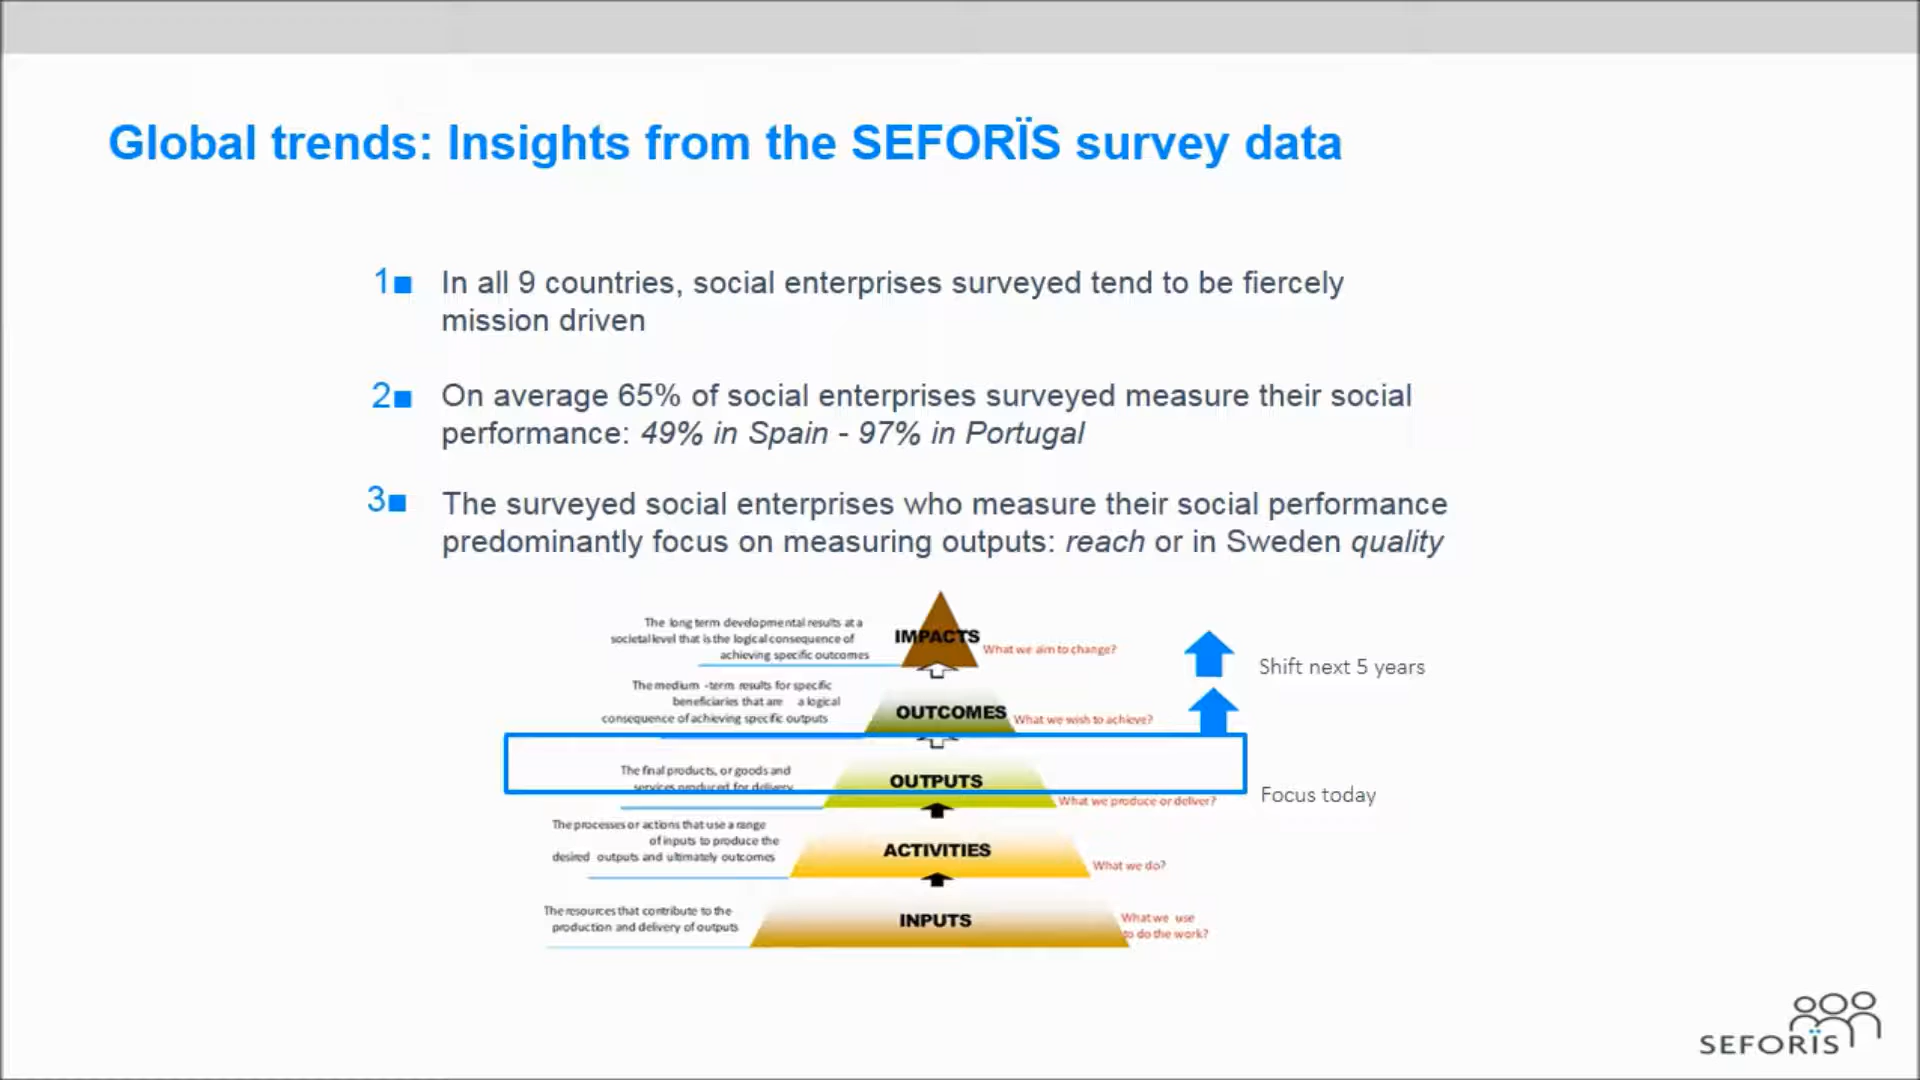 Global trends: Insights from the SEFORÏS survey data
1 In all 9 countries, social enterprises surveyed tend to be fiercely
mission driven
2 On average 65% of social enterprises surveyed measure their social
performance: 49% in Spain - 97% in Portugal
3 The surveyed social enterprises who measure their social performance
predominantly focus on measuring outputs: reach or in Sweden quality
The long term developmental results at a
societal level that is the logical consequence of
achieving specific outcomes
IMPACTS
What we aim to change?
Shift next 5 years
The medium -term results for specific
beneficiaries that are a logical
consequence of achieving specific outputs
OUTCOMES
What we wish to achieve?
The final products, or goods and
services produced for delivery
OUTPUTS
What we produce or deliver?
Focus today
The processes or actions that use a range
of inputs to produce the
desired outputs and ultimately outcomes
ACTIVITIES
What we do?
The resources that contribute to the
production and delivery of outputs
INPUTS
What we use
to do the work?
SEFORÏS